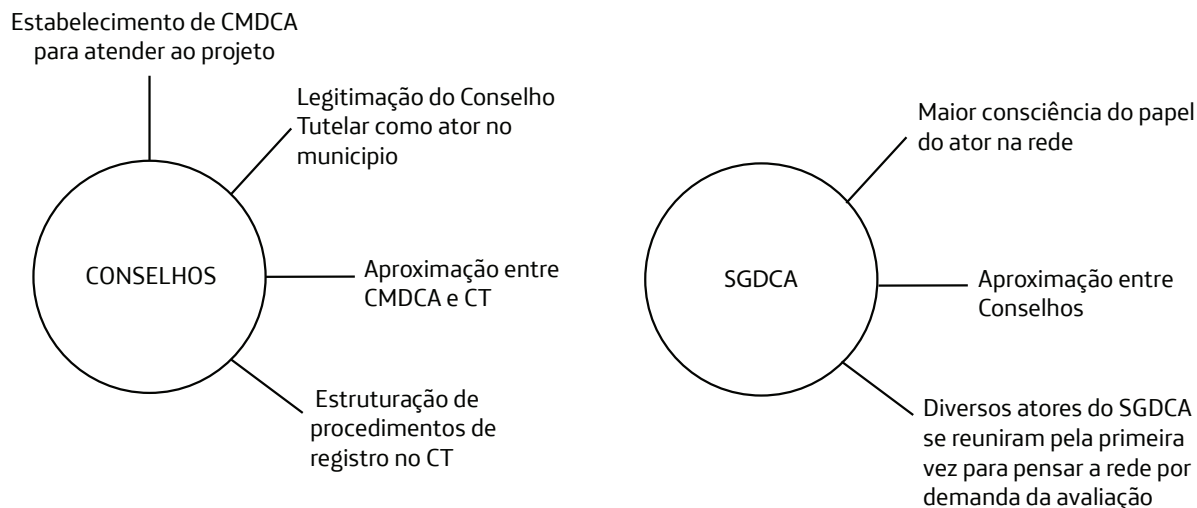 Estabelecimento de CMDCA
para atender ao projeto
Legitimação do Conselho
Tutelar como ator no
municipio
CONSELHOS
Aproximação entre
CMDCA e CT
Estruturação de
procedimentos de
registro no CT
Maior consciência do papel
do ator na rede
SGDCA
Aproximação entre
Conselhos
Diversos atores do SGDCA
se reuniram pela primeira
vez para pensar a rede por
demanda da avaliação